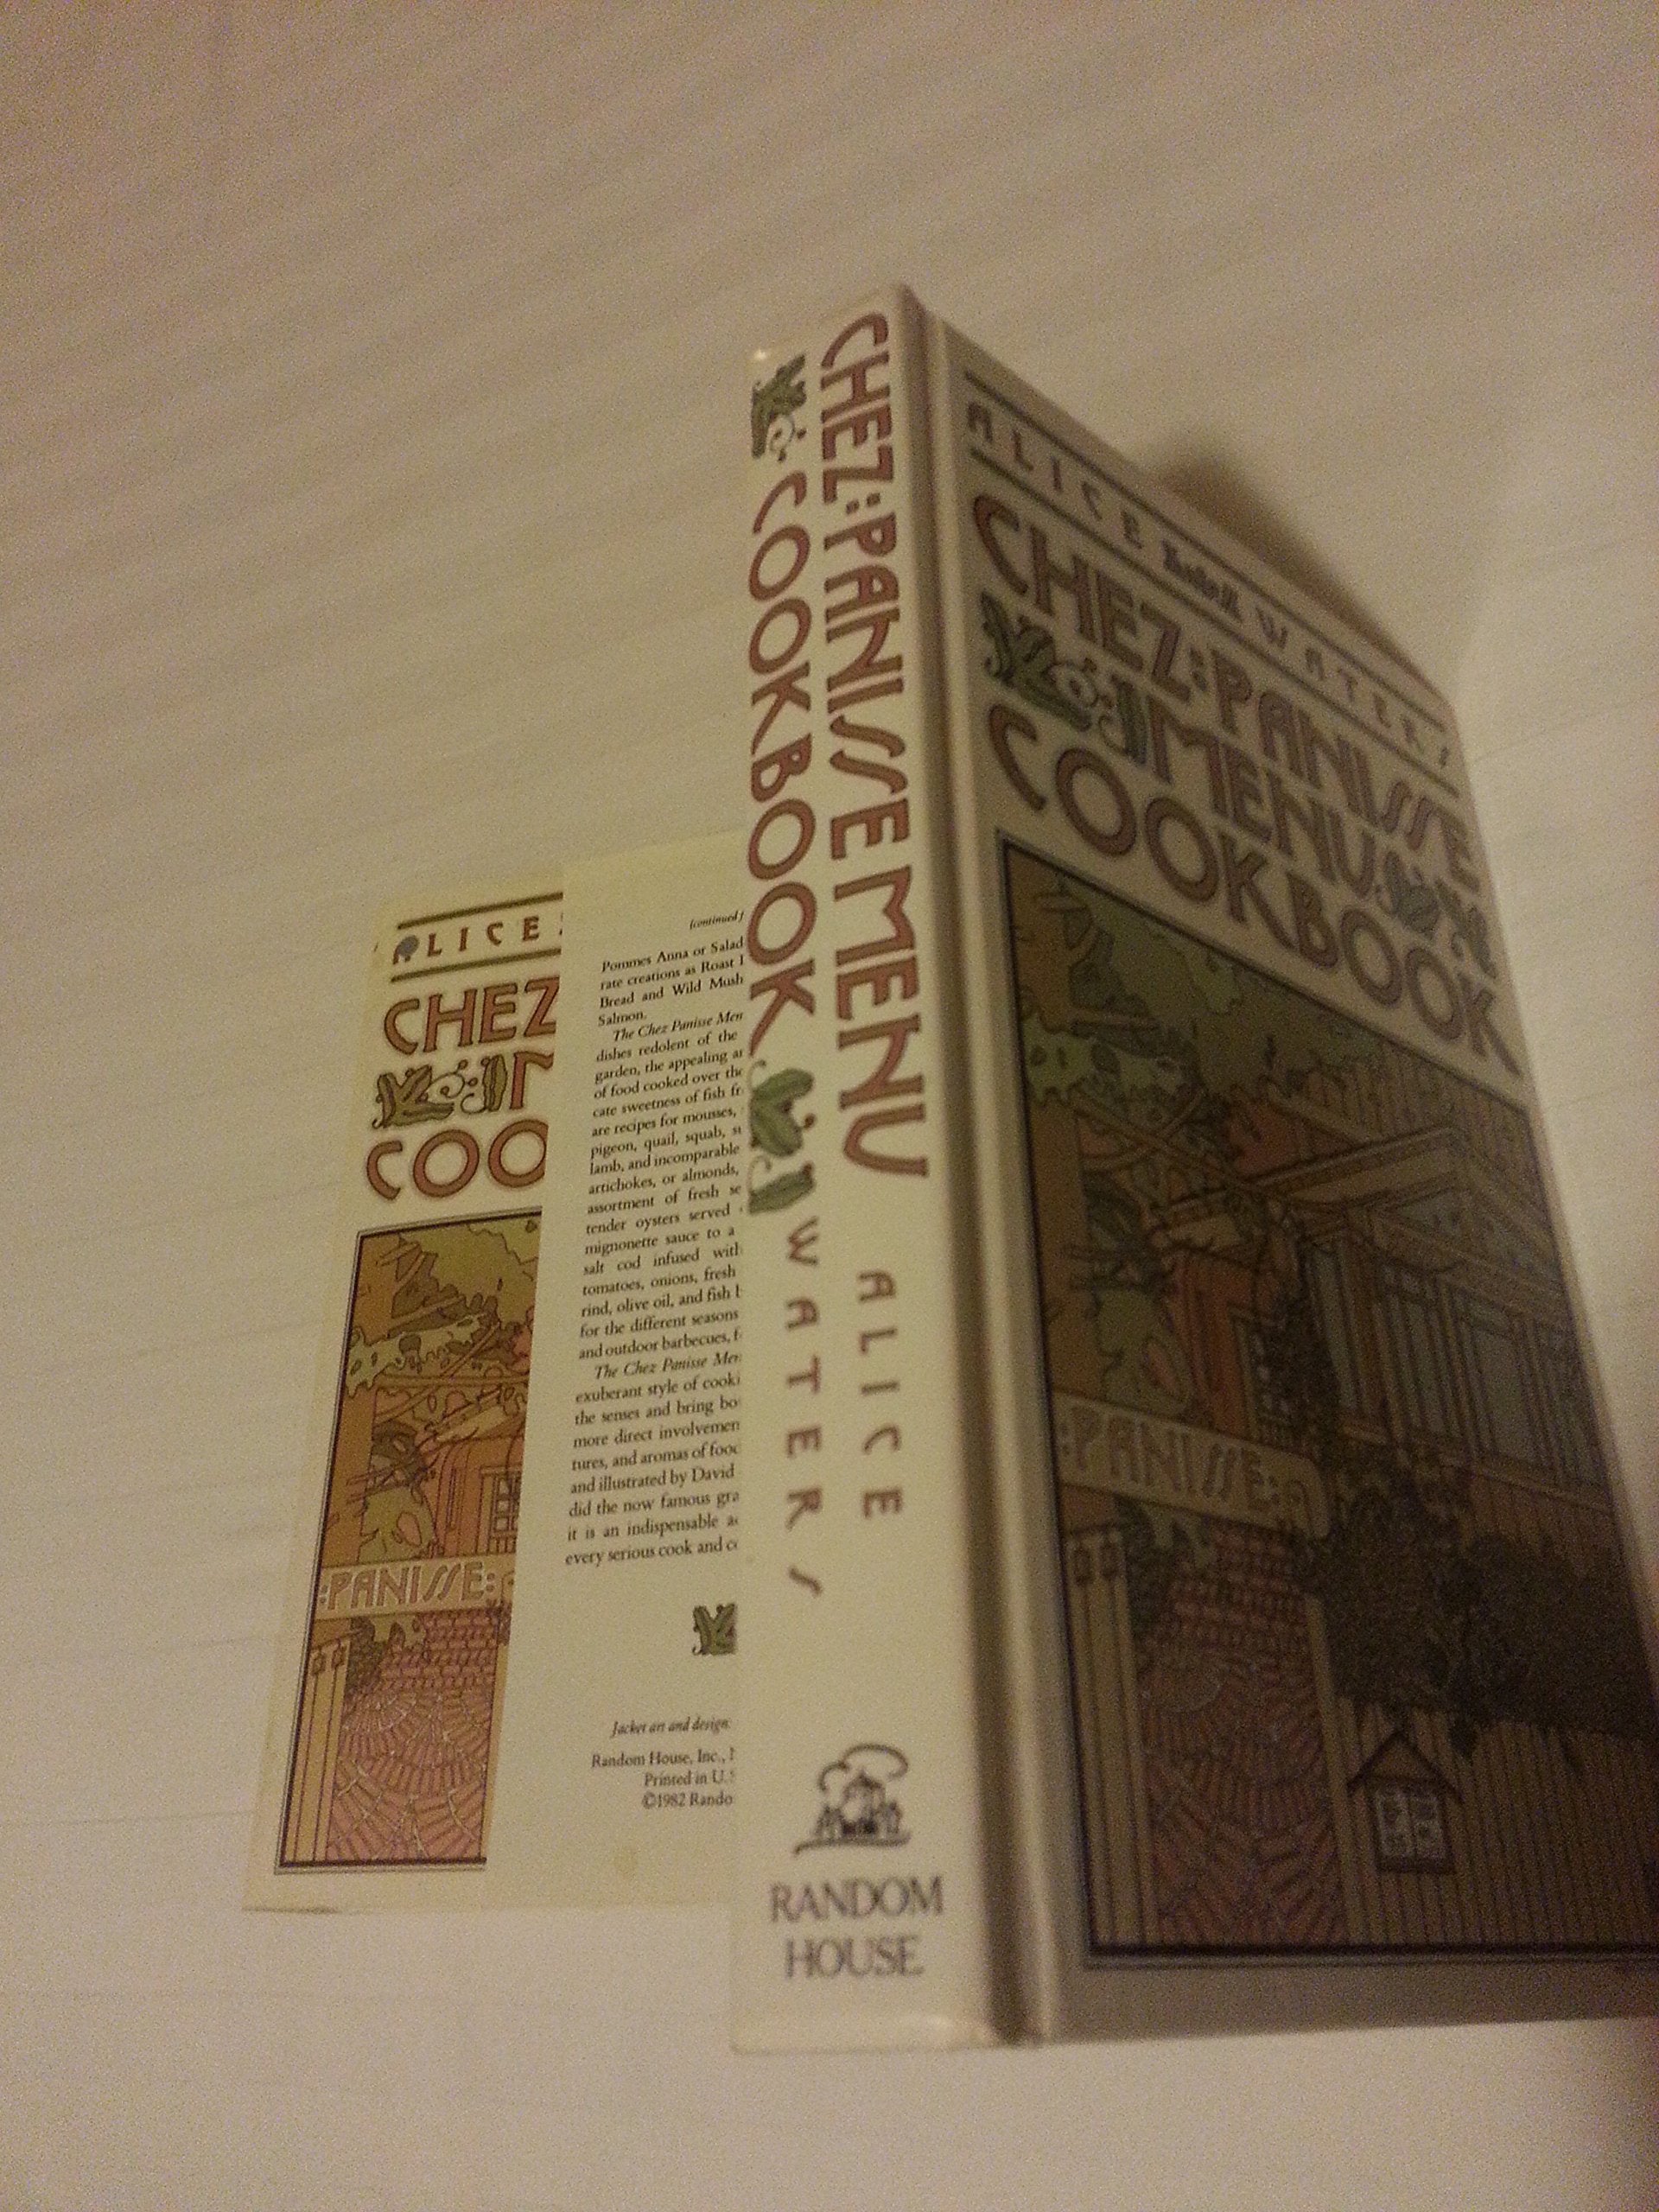 ALICE
CHEZ
COO
:PANISSE:
(continued f
Pommes Anna or Salad
rate creations as Roast
Bread and Wild Mush
Salmon.
The Chez Panisse Men
dishes redolent of the
garden, the appealing
of food cooked over the
cate sweetness of fish fr
are recipes for mousses,
pigeon, quail, squab,
lamb, and incomparable
artichokes, or almonds,
assortment of fresh se
tender oysters served
mignonette sauce to a
salt cod infused with
tomatoes, onions, fresh
rind, olive oil, and fish
for the different seasons
and outdoor barbecues, f
The Chez Panisse Men
exuberant style of cooki
the senses and bring bo
more direct involvemen
tures, and aromas of food
and illustrated by David
did the now famous gra
it is an indispensable
every serious cook and
Jacket art and design:
Random House, Inc.,
Printed in U.S
©1982 Rando
CHEZ:PANISSE MENU
COOKBOOK
ALICE
WATERS
RANDOM
HOUSE
ALICE WATERS
CHEZ:PANISSE
MENU
COOKBOOK
:PANISSE: